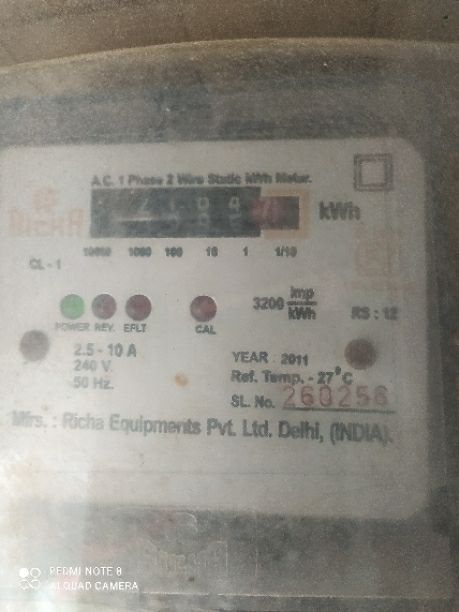 A.C. 1 Phase 2 Wire Static kWh Meter.
RICHA
kWh
10000 1000 100 10 1 1/10
CL - 1
3200 imp/kWh
RS : 12
POWER REV. EFLT CAL
2.5 - 10 A
240 V.
50 Hz.
YEAR : 2011
Ref. Temp. - 27°C
SL. No. 260256
Mfrs. : Richa Equipments Pvt. Ltd. Delhi, (INDIA).
REDMI NOTE 8
AI QUAD CAMERA